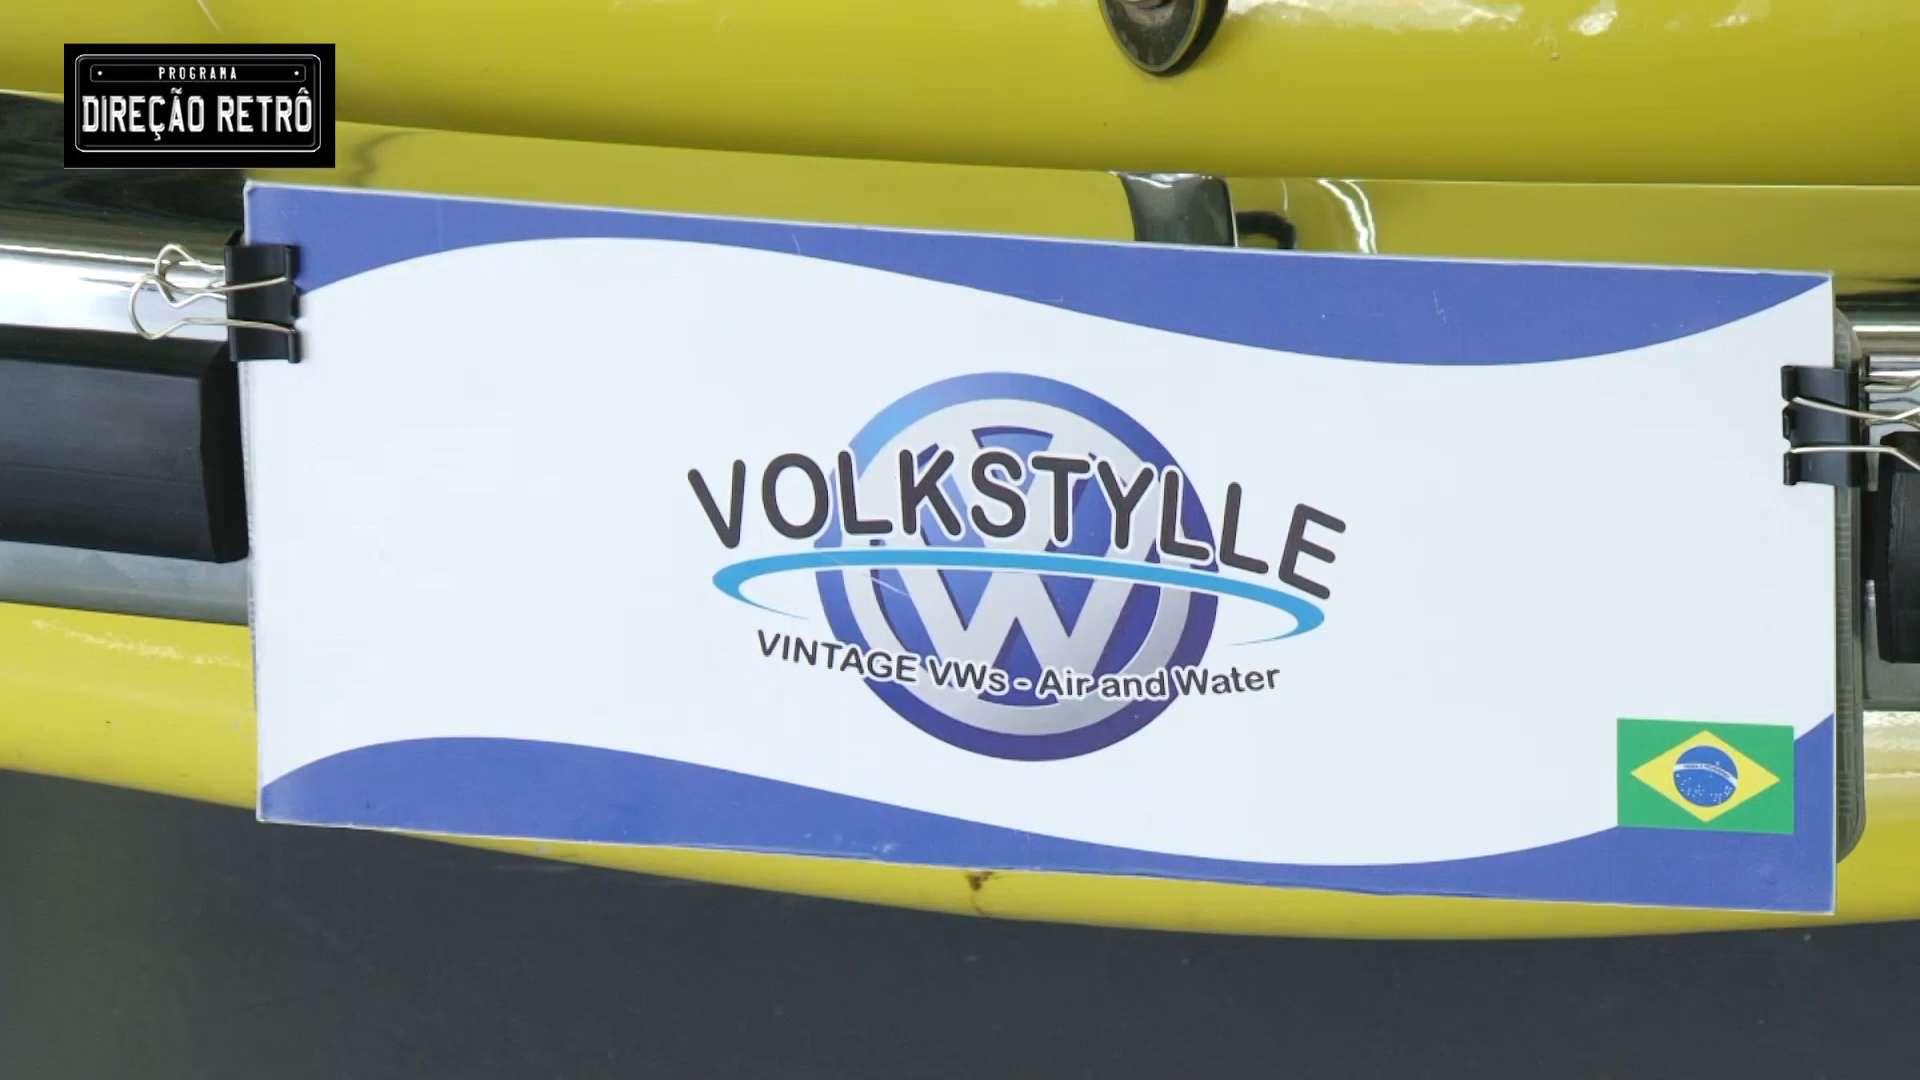 PROGRAMA
DIREÇÃO RETRÔ
VOLKSTYLLE
VINTAGE VWs - Air and Water